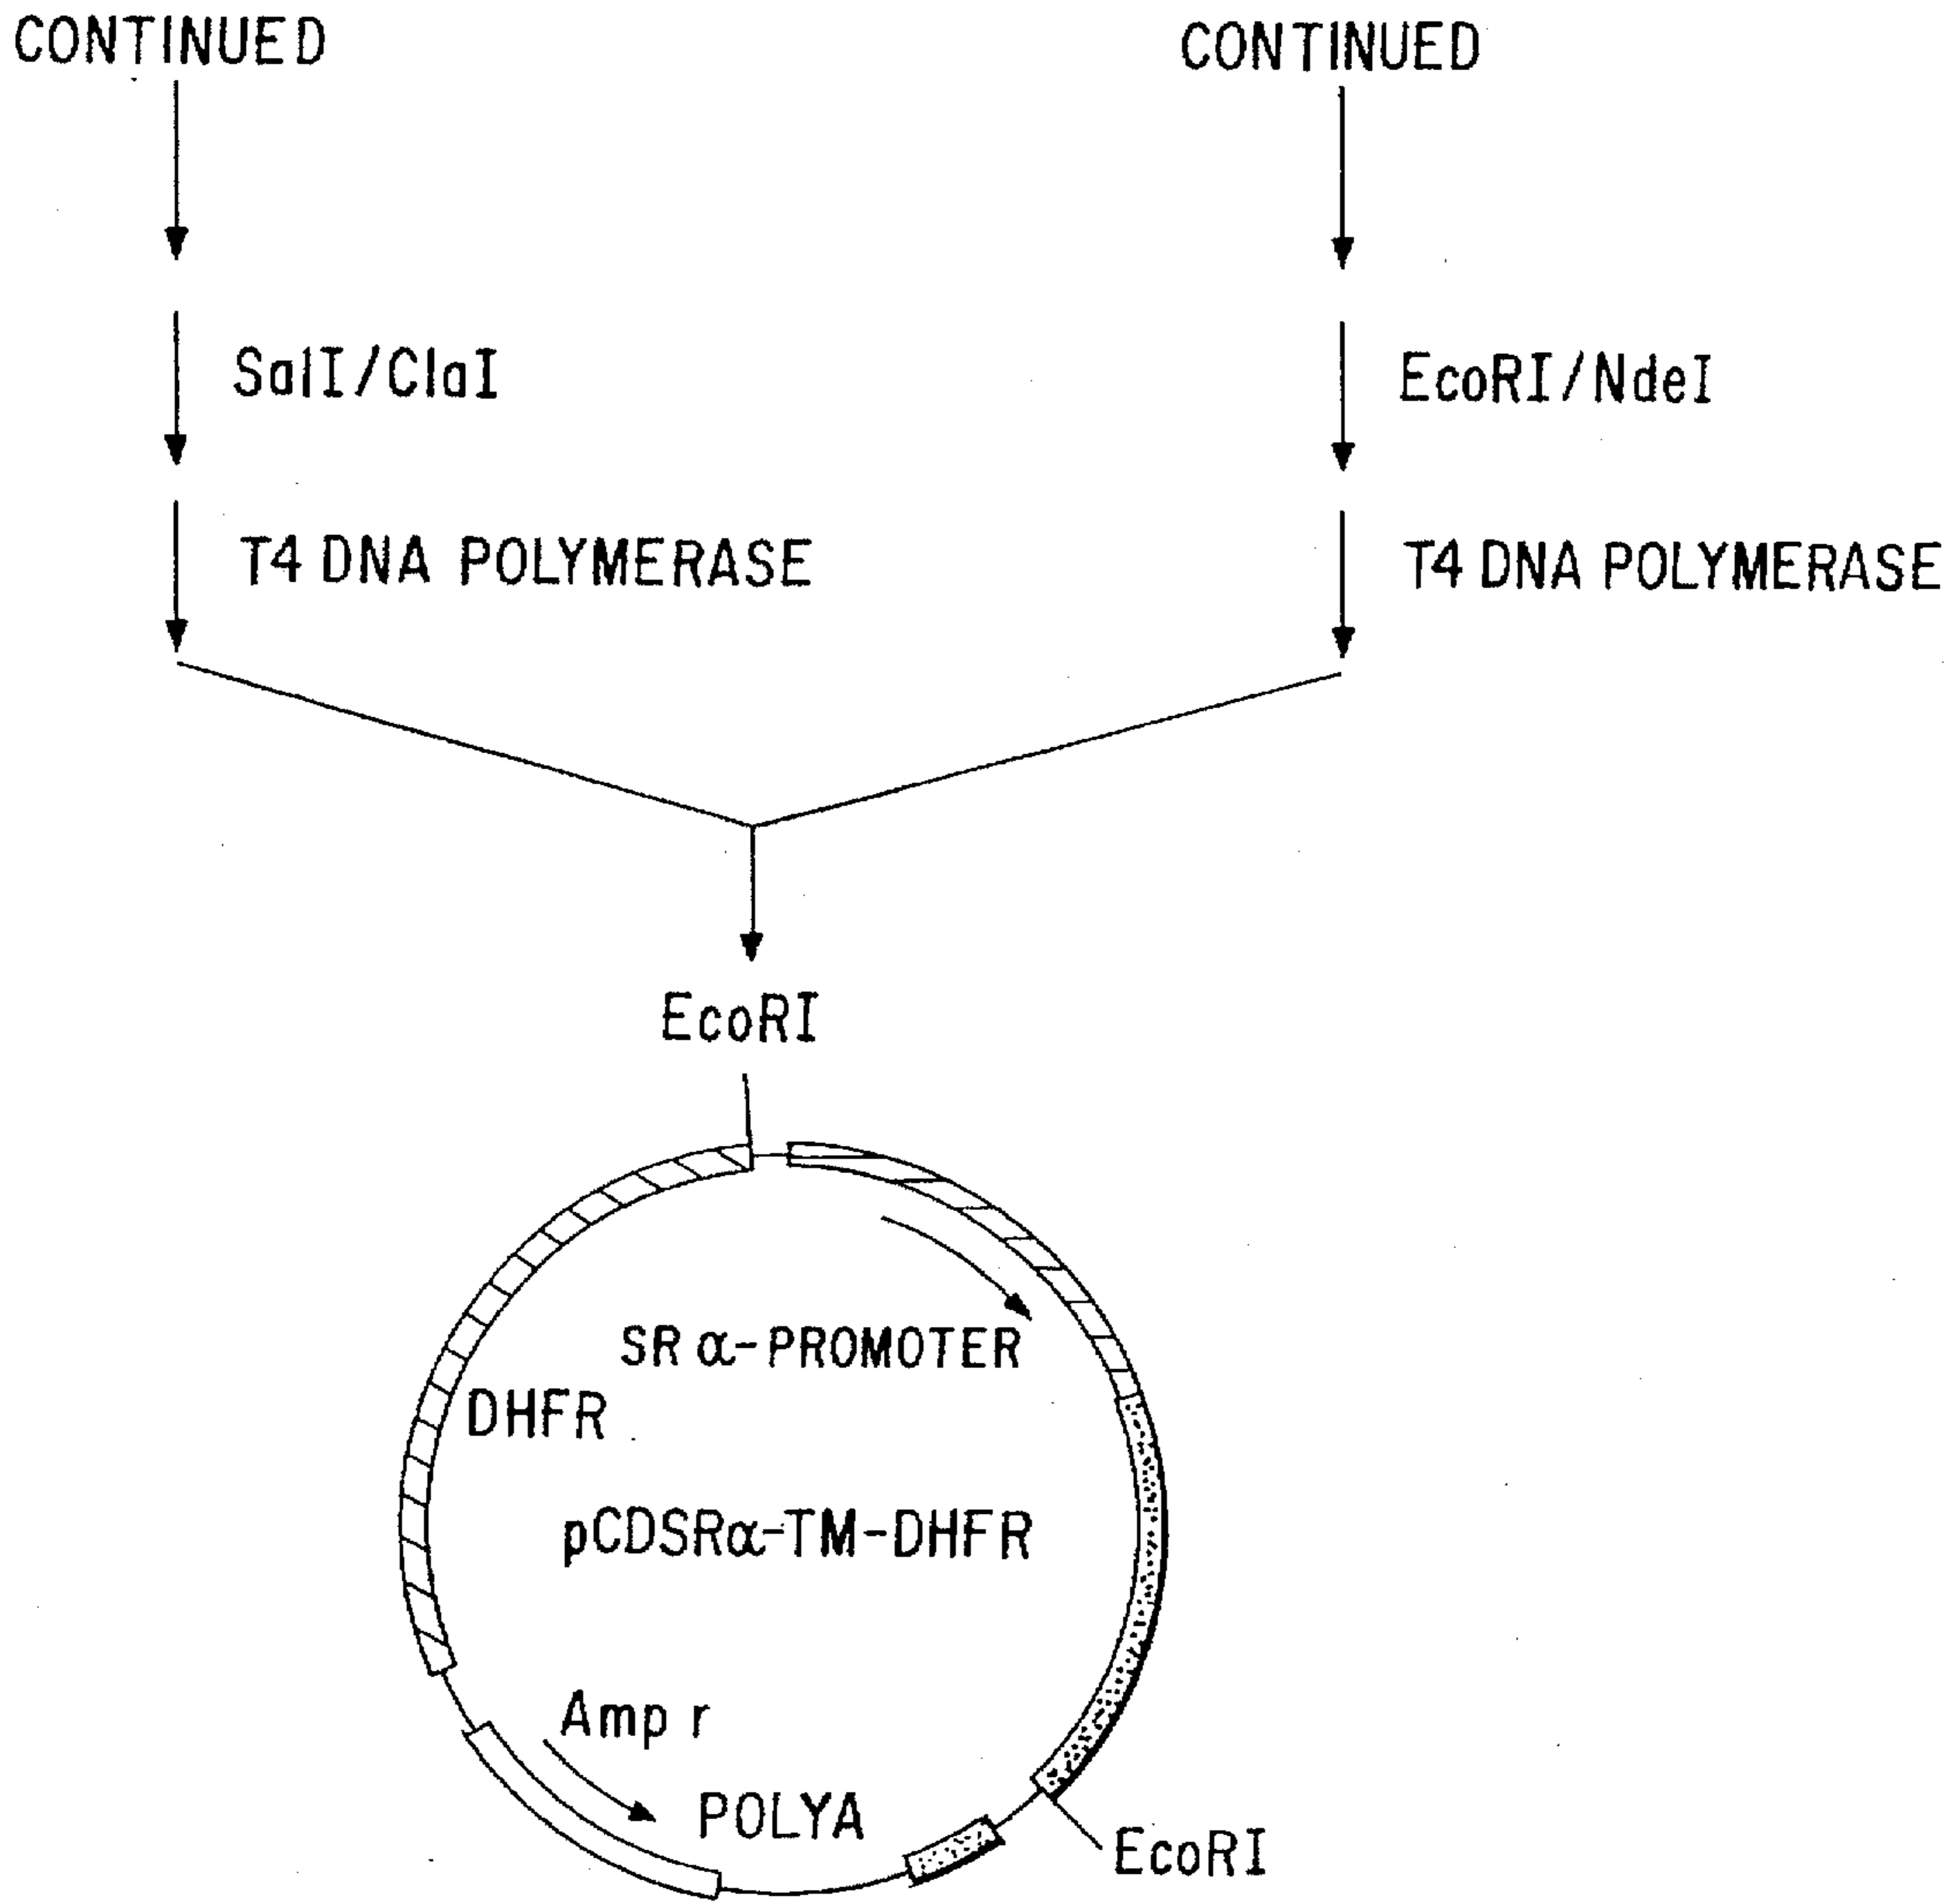 CONTINUED
CONTINUED
SalI/ClaI
EcoRI/NdeI
T4 DNA POLYMERASE
T4 DNA POLYMERASE
EcoRI
SR α-PROMOTER
DHFR
pCDSRα-TM-DHFR
Amp r
POLYA
EcoRI